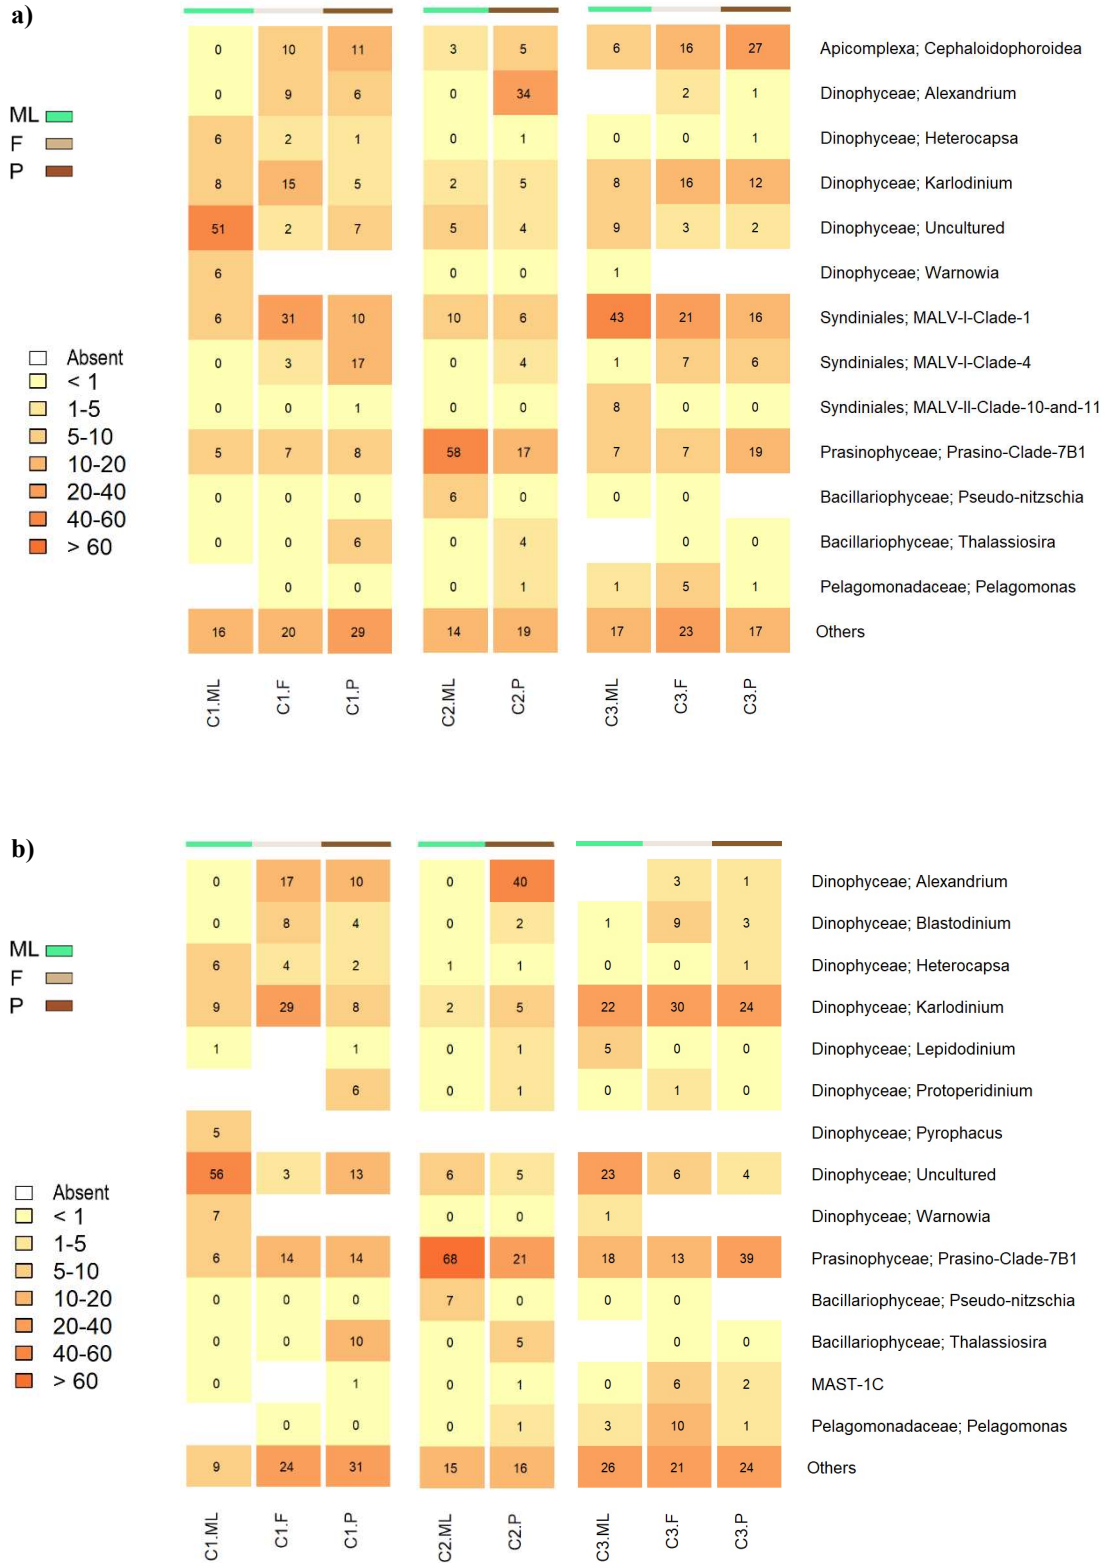 a)
ML
F
P
0 10 11 3 5 6 16 27 Apicomplexa; Cephaloidophoroidea
0 9 6 0 34 2 1 Dinophyceae; Alexandrium
6 2 1 0 1 0 0 1 Dinophyceae; Heterocapsa
8 15 5 2 5 8 16 12 Dinophyceae; Karlodinium
51 2 7 5 4 9 3 2 Dinophyceae; Uncultured
6 0 0 1 Dinophyceae; Warnowia
6 31 10 10 6 43 21 16 Syndiniales; MALV-I-Clade-1
0 3 17 0 4 1 7 6 Syndiniales; MALV-I-Clade-4
0 0 1 0 0 8 0 0 Syndiniales; MALV-II-Clade-10-and-11
5 7 8 58 17 7 7 19 Prasinophyceae; Prasino-Clade-7B1
0 0 0 6 0 0 0 Bacillariophyceae; Pseudo-nitzschia
0 0 6 0 4 0 0 Bacillariophyceae; Thalassiosira
0 0 0 1 1 5 1 Pelagomonadaceae; Pelagomonas
16 20 29 14 19 17 23 17 Others
Absent
< 1
1-5
5-10
10-20
20-40
40-60
> 60
C1.ML C1.F C1.P C2.ML C2.P C3.ML C3.F C3.P
b)
ML
F
P
0 17 10 0 40 3 1 Dinophyceae; Alexandrium
0 8 4 0 2 1 9 3 Dinophyceae; Blastodinium
6 4 2 1 1 0 0 1 Dinophyceae; Heterocapsa
9 29 8 2 5 22 30 24 Dinophyceae; Karlodinium
1 1 0 1 5 0 0 Dinophyceae; Lepidodinium
6 0 1 0 1 0 Dinophyceae; Protoperidinium
5 Dinophyceae; Pyrophacus
56 3 13 6 5 23 6 4 Dinophyceae; Uncultured
7 0 0 1 Dinophyceae; Warnowia
6 14 14 68 21 18 13 39 Prasinophyceae; Prasino-Clade-7B1
0 0 0 7 0 0 0 Bacillariophyceae; Pseudo-nitzschia
0 0 10 0 5 0 0 Bacillariophyceae; Thalassiosira
0 1 0 1 0 6 2 MAST-1C
0 0 0 1 3 10 1 Pelagomonadaceae; Pelagomonas
9 24 31 15 16 26 21 24 Others
Absent
< 1
1-5
5-10
10-20
20-40
40-60
> 60
C1.ML C1.F C1.P C2.ML C2.P C3.ML C3.F C3.P